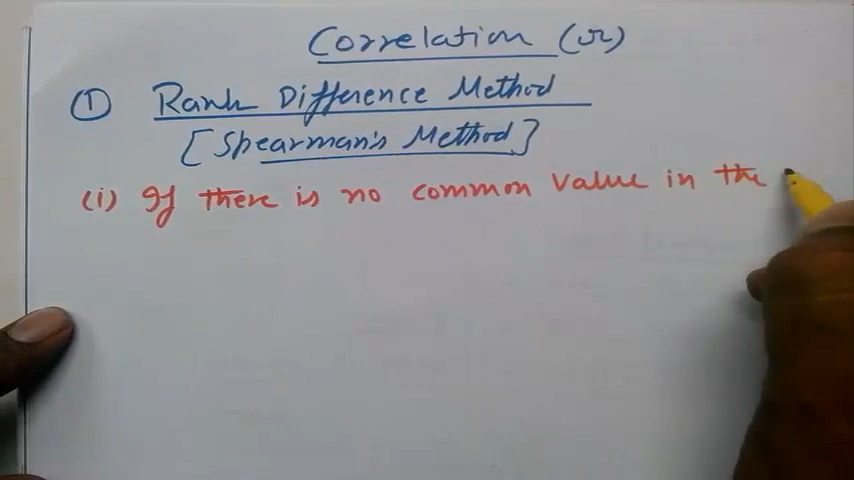 Correlation (r)
① Rank Difference Method
[Spearman's Method]
(i) If there is no common value in the